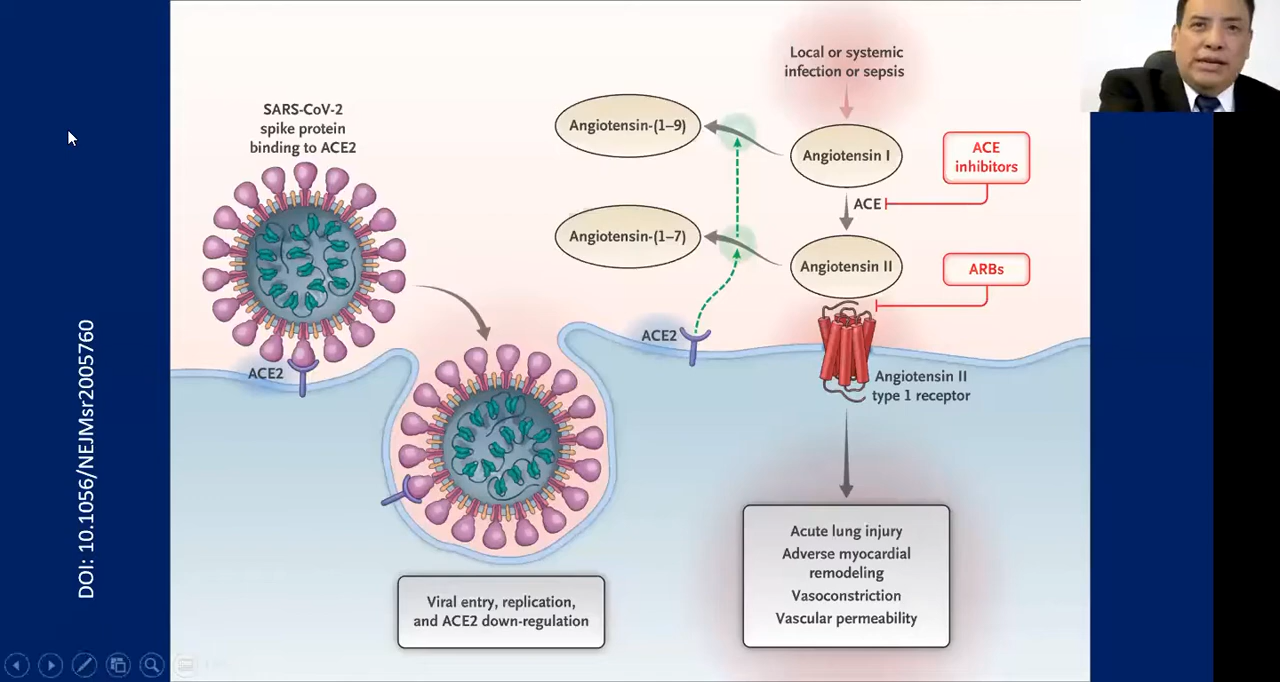 DOI: 10.1056/NEJMsr2005760
SARS-CoV-2
spike protein
binding to ACE2
ACE2
Viral entry, replication,
and ACE2 down-regulation
Angiotensin-(1–9)
Angiotensin-(1–7)
ACE2
Local or systemic
infection or sepsis
Angiotensin I
ACE
Angiotensin II
ACE
inhibitors
ARBs
Angiotensin II
type 1 receptor
Acute lung injury
Adverse myocardial
remodeling
Vasoconstriction
Vascular permeability